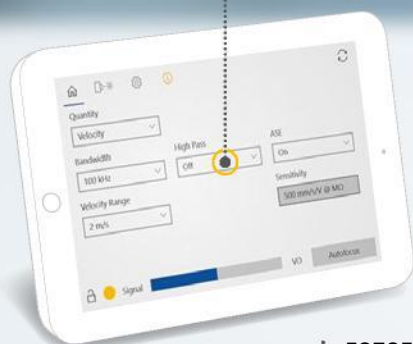 Quantity
Velocity
Bandwidth
100 kHz
High Pass
Off
ASE
On
Velocity Range
2 m/s
Sensitivity
500 mm/s/V @ MΩ
Signal
VO
Autofocus